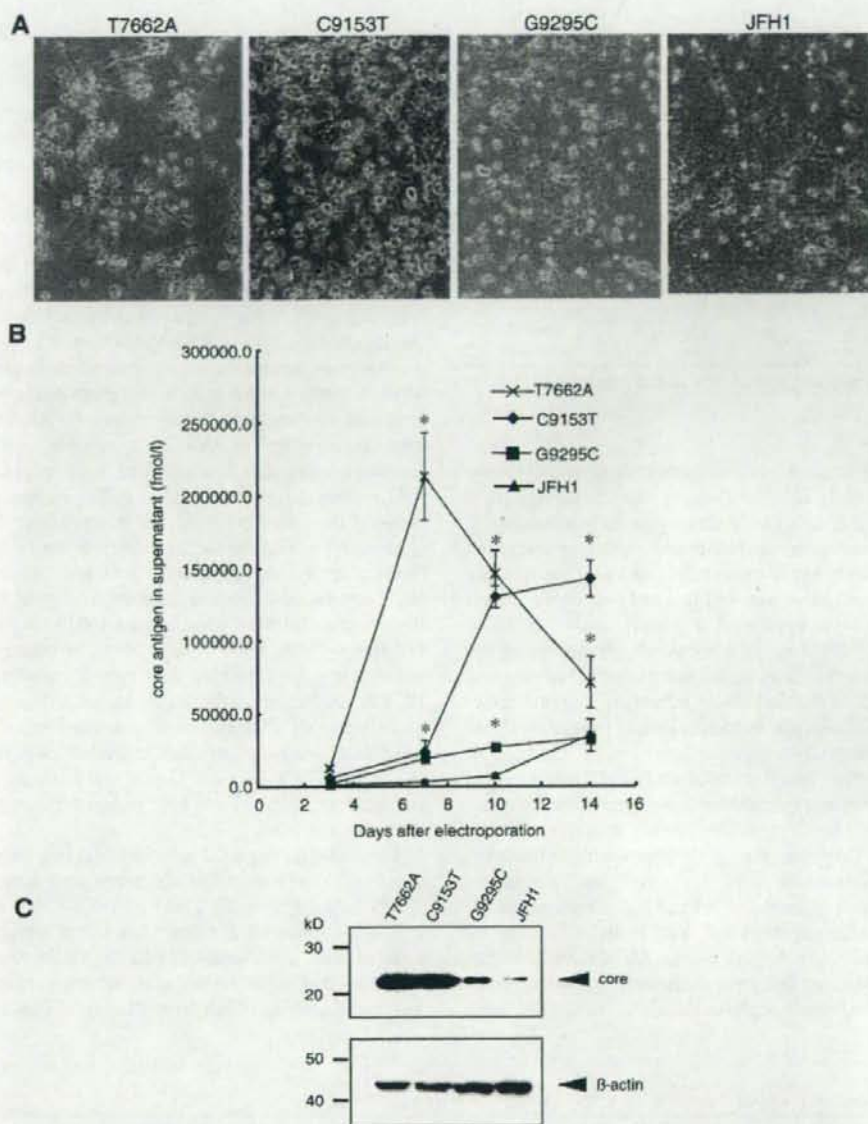 A
T7662A C9153T G9295C JFH1
B
core antigen in supernatant (fmol/l)
300000.0
250000.0
200000.0
150000.0
100000.0
50000.0
0.0
T7662A
C9153T
G9295C
JFH1
*
* *
*
* *
0 2 4 6 8 10 12 14 16
Days after electroporation
C
kD T7662A C9153T G9295C JFH1
30
20
core
50
40
β-actin